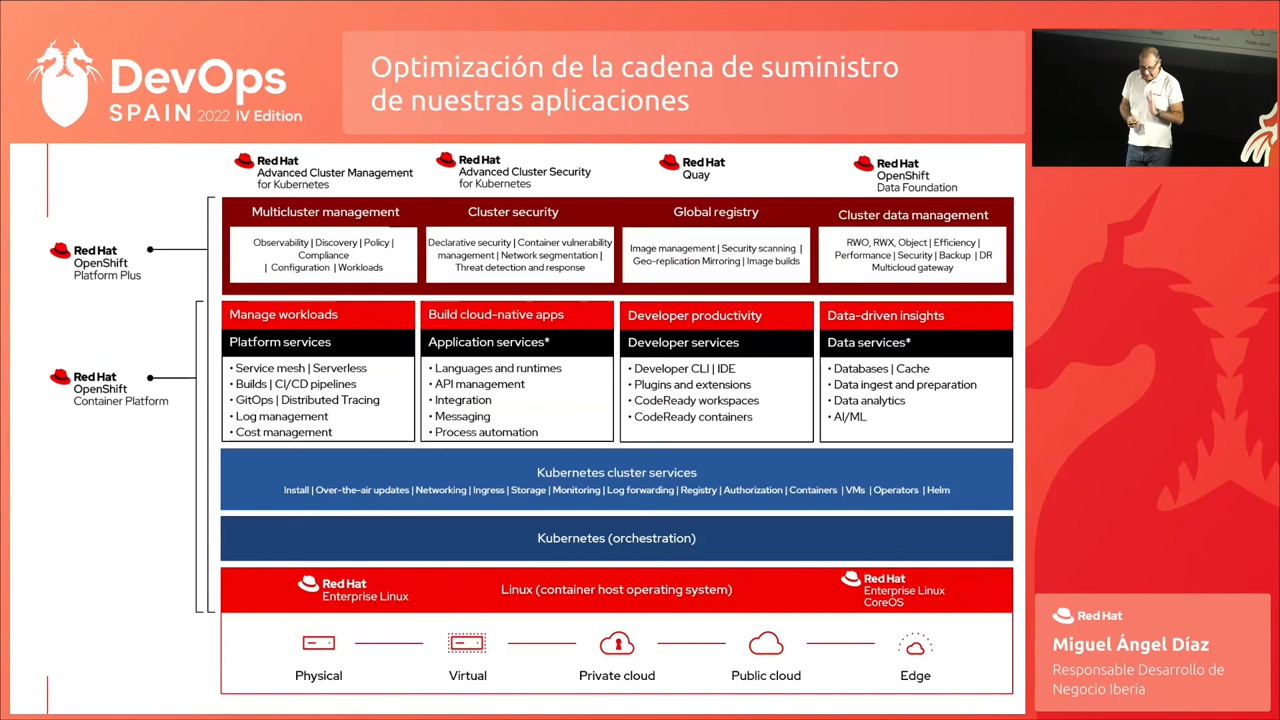 DevOps
SPAIN 2022 IV Edition
Optimización de la cadena de suministro
de nuestras aplicaciones
Red Hat
Advanced Cluster Management
for Kubernetes
Red Hat
Advanced Cluster Security
for Kubernetes
Red Hat
Quay
Red Hat
OpenShift
Data Foundation
Red Hat
OpenShift
Platform Plus
Multicluster management
Observability | Discovery | Policy |
Compliance
| Configuration | Workloads
Cluster security
Declarative security | Container vulnerability
management | Network segmentation |
Threat detection and response
Global registry
Image management | Security scanning |
Geo-replication Mirroring | Image builds
Cluster data management
RWO, RWX, Object | Efficiency |
Performance | Security | Backup | DR
Multicloud gateway
Red Hat
OpenShift
Container Platform
Manage workloads
Platform services
• Service mesh | Serverless
• Builds | CI/CD pipelines
• GitOps | Distributed Tracing
• Log management
• Cost management
Build cloud-native apps
Application services*
• Languages and runtimes
• API management
• Integration
• Messaging
• Process automation
Developer productivity
Developer services
• Developer CLI | IDE
• Plugins and extensions
• CodeReady workspaces
• CodeReady containers
Data-driven insights
Data services*
• Databases | Cache
• Data ingest and preparation
• Data analytics
• AI/ML
Kubernetes cluster services
Install | Over-the-air updates | Networking | Ingress | Storage | Monitoring | Log forwarding | Registry | Authorization | Containers | VMs | Operators | Helm
Kubernetes (orchestration)
Red Hat
Enterprise Linux
Linux (container host operating system)
Red Hat
Enterprise Linux
CoreOS
Physical
Virtual
Private cloud
Public cloud
Edge
Red Hat
Miguel Ángel Díaz
Responsable Desarrollo de
Negocio Iberia